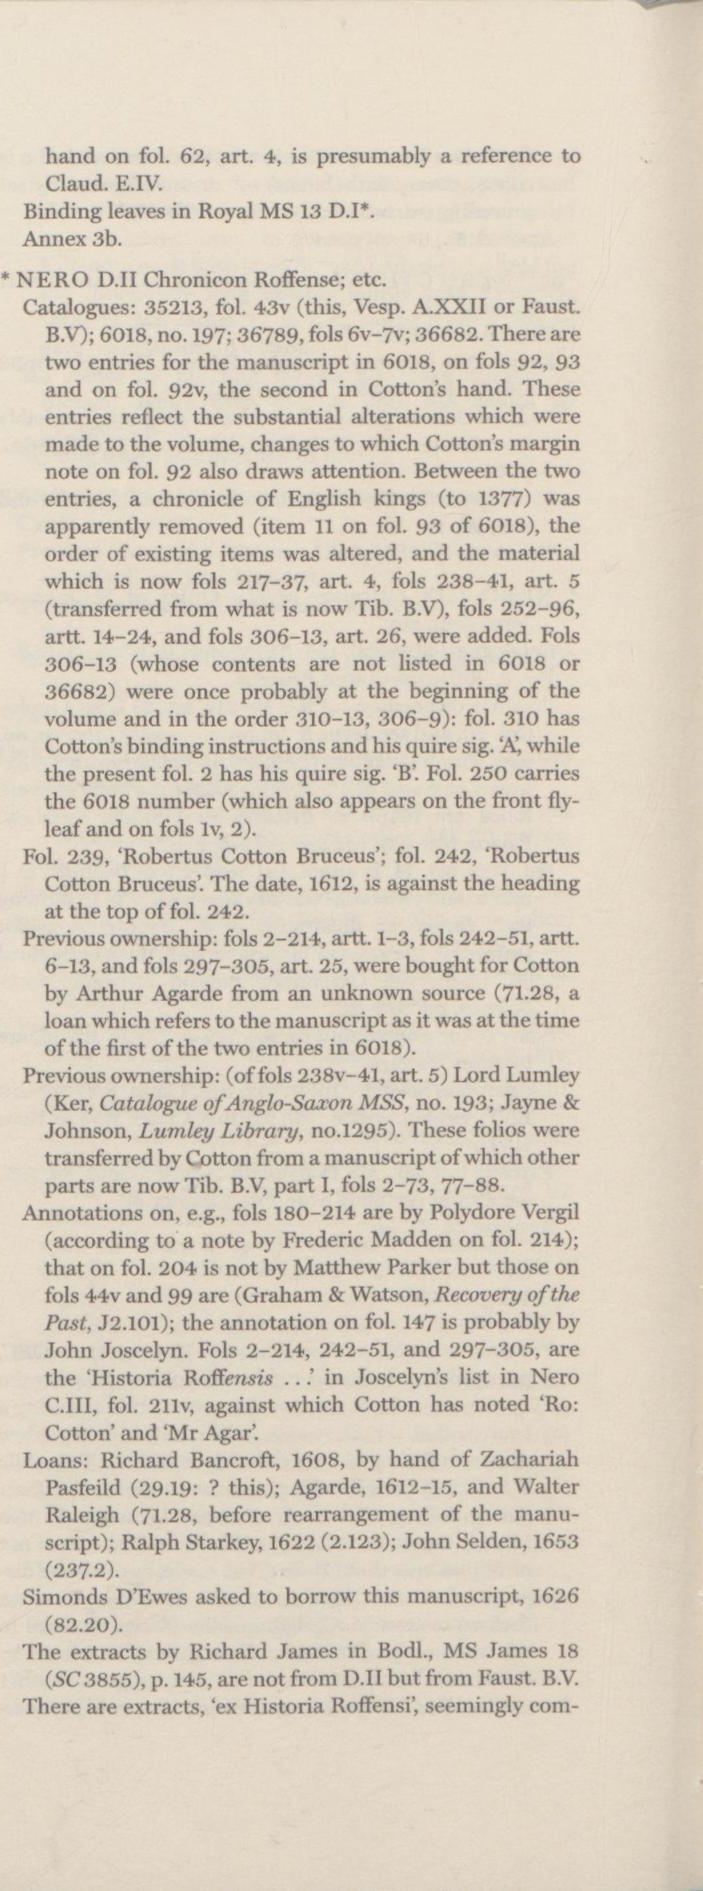 hand on fol. 62, art. 4, is presumably a reference to
Claud. E.IV.
Binding leaves in Royal MS 13 D.I*.
Annex 3b.
* NERO D.II Chronicon Roffense; etc.
Catalogues: 35213, fol. 43v (this, Vesp. A.XXII or Faust.
B.V); 6018, no. 197; 36789, fols 6v–7v; 36682. There are
two entries for the manuscript in 6018, on fols 92, 93
and on fol. 92v, the second in Cotton's hand. These
entries reflect the substantial alterations which were
made to the volume, changes to which Cotton's margin
note on fol. 92 also draws attention. Between the two
entries, a chronicle of English kings (to 1377) was
apparently removed (item 11 on fol. 93 of 6018), the
order of existing items was altered, and the material
which is now fols 217–37, art. 4, fols 238–41, art. 5
(transferred from what is now Tib. B.V), fols 252–96,
artt. 14–24, and fols 306–13, art. 26, were added. Fols
306–13 (whose contents are not listed in 6018 or
36682) were once probably at the beginning of the
volume and in the order 310–13, 306–9): fol. 310 has
Cotton's binding instructions and his quire sig. 'A', while
the present fol. 2 has his quire sig. 'B'. Fol. 250 carries
the 6018 number (which also appears on the front fly-
leaf and on fols 1v, 2).
Fol. 239, 'Robertus Cotton Bruceus'; fol. 242, 'Robertus
Cotton Bruceus'. The date, 1612, is against the heading
at the top of fol. 242.
Previous ownership: fols 2–214, artt. 1–3, fols 242–51, artt.
6–13, and fols 297–305, art. 25, were bought for Cotton
by Arthur Agarde from an unknown source (71.28, a
loan which refers to the manuscript as it was at the time
of the first of the two entries in 6018).
Previous ownership: (of fols 238v–41, art. 5) Lord Lumley
(Ker, Catalogue of Anglo-Saxon MSS, no. 193; Jayne &
Johnson, Lumley Library, no.1295). These folios were
transferred by Cotton from a manuscript of which other
parts are now Tib. B.V, part I, fols 2–73, 77–88.
Annotations on, e.g., fols 180–214 are by Polydore Vergil
(according to a note by Frederic Madden on fol. 214);
that on fol. 204 is not by Matthew Parker but those on
fols 44v and 99 are (Graham & Watson, Recovery of the
Past, J2.101); the annotation on fol. 147 is probably by
John Joscelyn. Fols 2–214, 242–51, and 297–305, are
the 'Historia Roffensis ...' in Joscelyn's list in Nero
C.III, fol. 211v, against which Cotton has noted 'Ro:
Cotton' and 'Mr Agar'.
Loans: Richard Bancroft, 1608, by hand of Zachariah
Pasfeild (29.19: ? this); Agarde, 1612–15, and Walter
Raleigh (71.28, before rearrangement of the manu-
script); Ralph Starkey, 1622 (2.123); John Selden, 1653
(237.2).
Simonds D'Ewes asked to borrow this manuscript, 1626
(82.20).
The extracts by Richard James in Bodl., MS James 18
(SC 3855), p. 145, are not from D.II but from Faust. B.V.
There are extracts, 'ex Historia Roffensi', seemingly com-